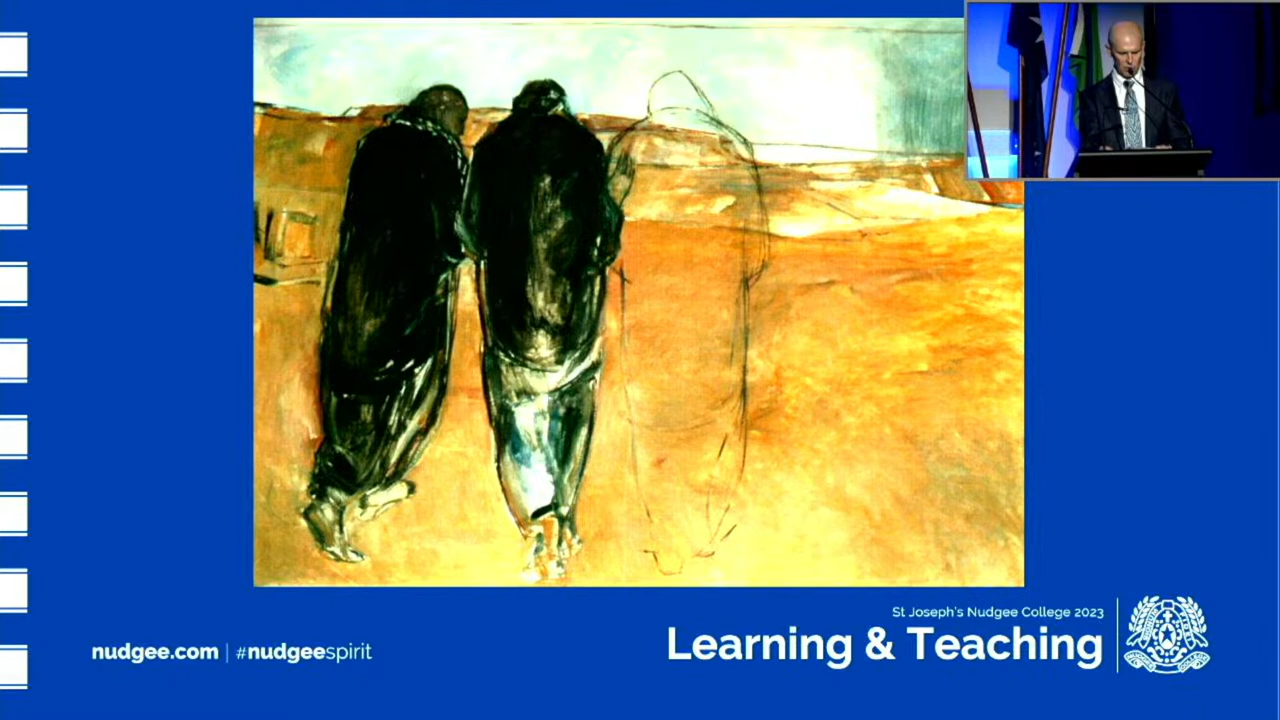 St Joseph's Nudgee College 2023
Learning & Teaching
nudgee.com | #nudgeespirit